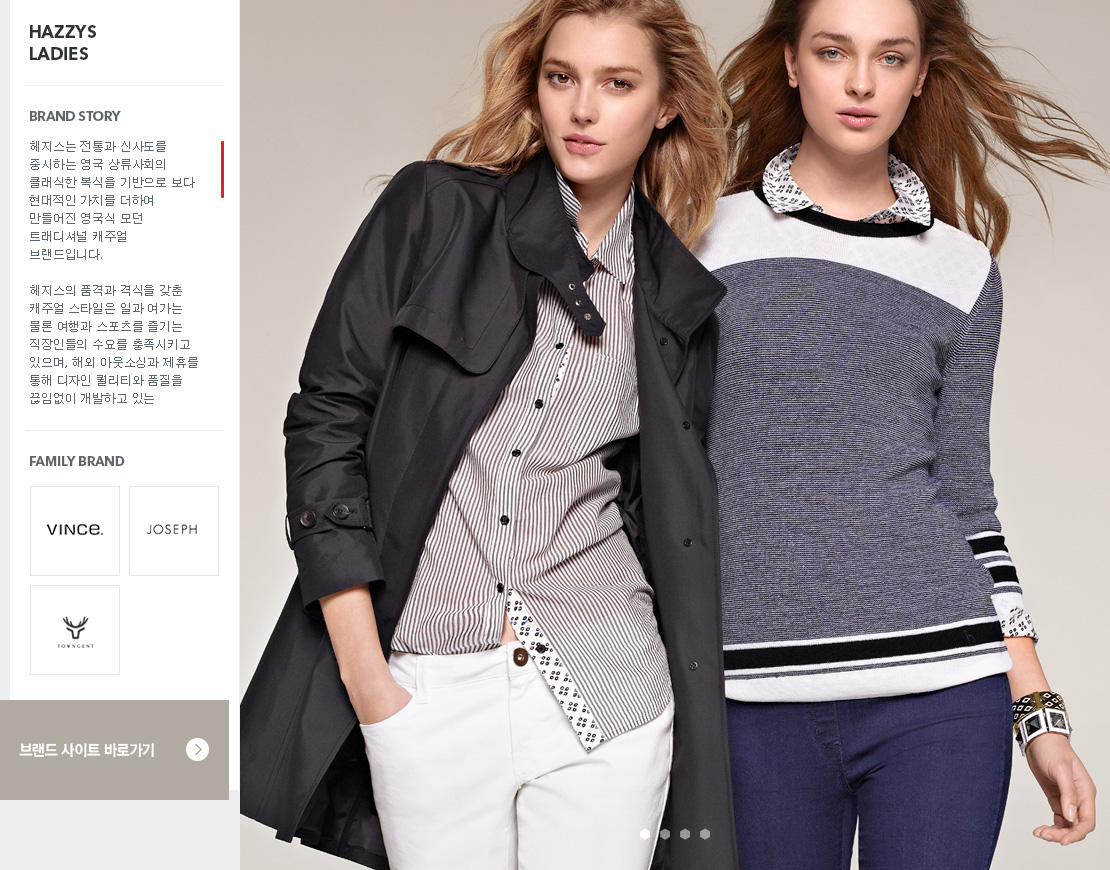 HAZZYS
LADIES
BRAND STORY
헤지스는 전통과 신사도를
중시하는 영국 상류사회의
클래식한 복식을 기반으로 보다
현대적인 가치를 더하여
만들어진 영국식 모던
트래디셔널 캐주얼
브랜드입니다.
헤지스의 품격과 격식을 갖춘
캐주얼 스타일은 일과 여가는
물론 여행과 스포츠를 즐기는
직장인들의 수요를 충족시키고
있으며, 해외 아웃소싱과 제휴를
통해 디자인 퀄리티와 품질을
끊임없이 개발하고 있는
FAMILY BRAND
VINCE.
JOSEPH
TOWNGENT
브랜드 사이트 바로가기